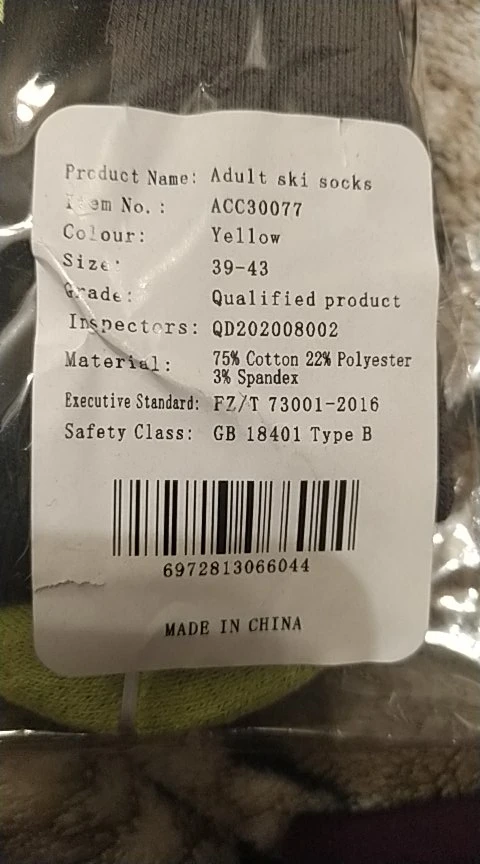 Product Name: Adult ski socks
Item No.: ACC30077
Colour: Yellow
Size: 39-43
Grade: Qualified product
Inspectors: QD202008002
Material: 75% Cotton 22% Polyester
3% Spandex
Executive Standard: FZ/T 73001-2016
Safety Class: GB 18401 Type B
6972813066044
MADE IN CHINA